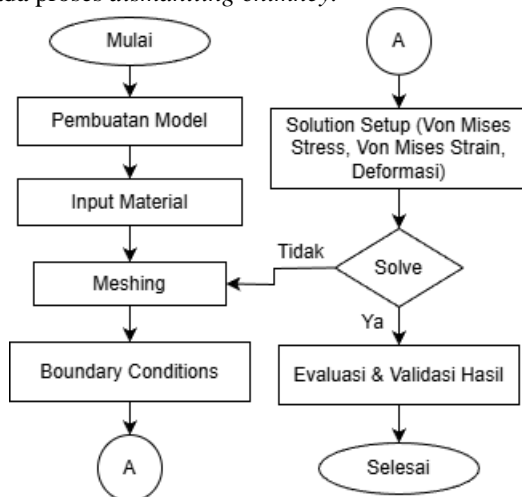 proses dismantling chimney.
Mulai
Pembuatan Model
Input Material
Meshing
Boundary Conditions
A
A
Solution Setup (Von Mises
Stress, Von Mises Strain,
Deformasi)
Solve
Tidak
Ya
Evaluasi & Validasi Hasil
Selesai